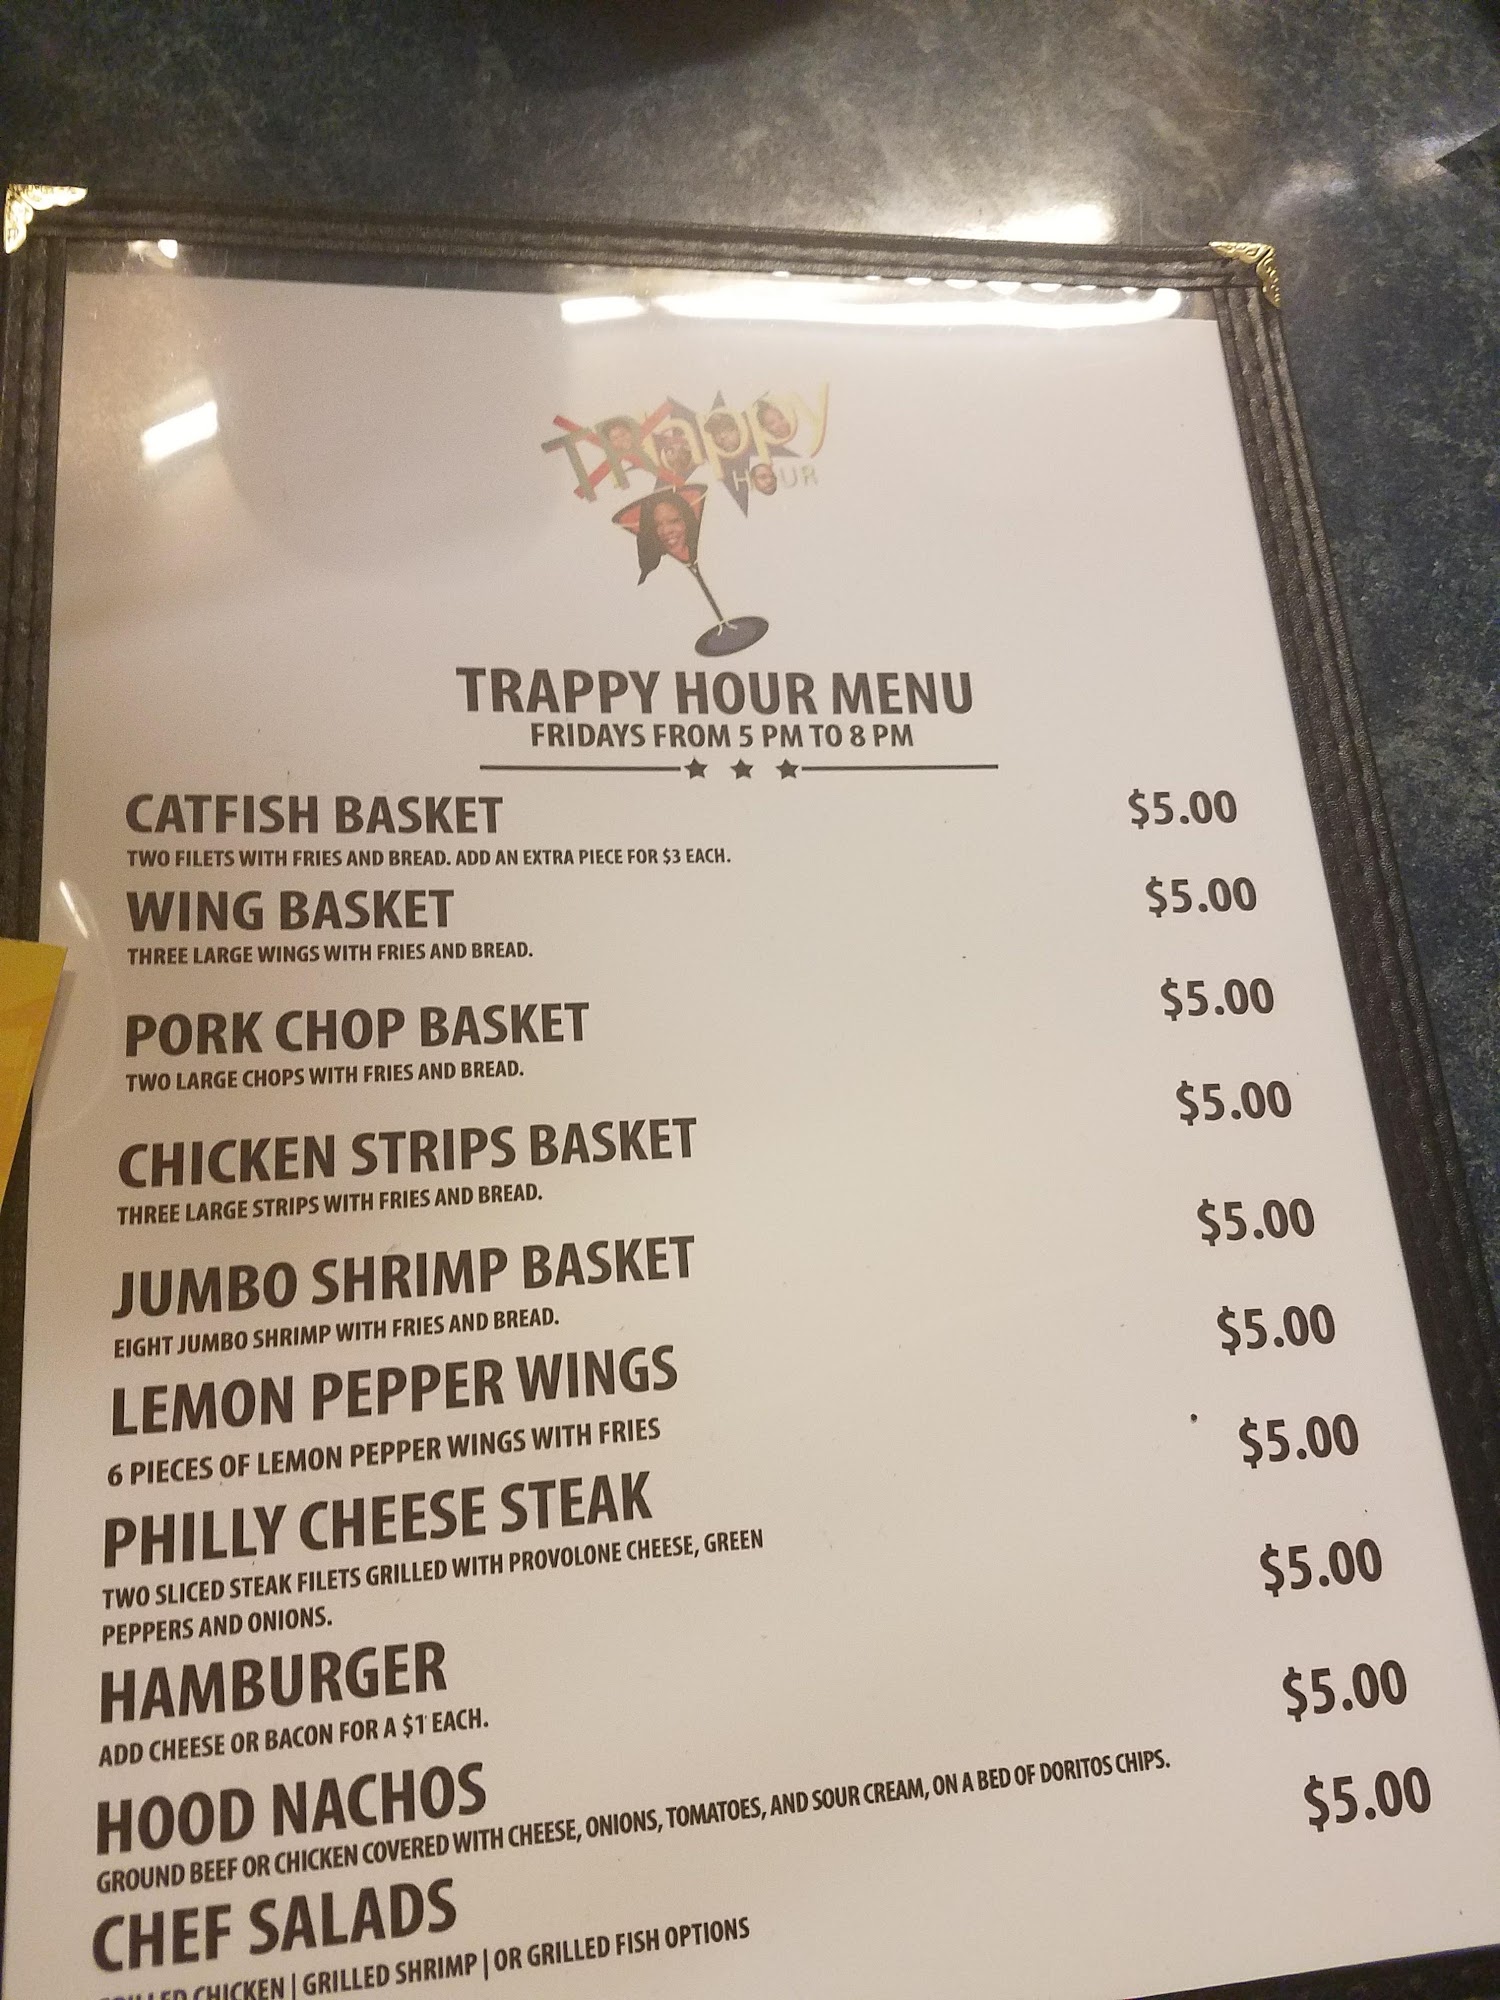 TRappy
HOUR
TRAPPY HOUR MENU
FRIDAYS FROM 5 PM TO 8 PM
CATFISH BASKET $5.00
TWO FILETS WITH FRIES AND BREAD. ADD AN EXTRA PIECE FOR $3 EACH.
WING BASKET $5.00
THREE LARGE WINGS WITH FRIES AND BREAD.
PORK CHOP BASKET $5.00
TWO LARGE CHOPS WITH FRIES AND BREAD.
CHICKEN STRIPS BASKET $5.00
THREE LARGE STRIPS WITH FRIES AND BREAD.
JUMBO SHRIMP BASKET $5.00
EIGHT JUMBO SHRIMP WITH FRIES AND BREAD.
LEMON PEPPER WINGS $5.00
6 PIECES OF LEMON PEPPER WINGS WITH FRIES
PHILLY CHEESE STEAK $5.00
TWO SLICED STEAK FILETS GRILLED WITH PROVOLONE CHEESE, GREEN
PEPPERS AND ONIONS.
HAMBURGER $5.00
ADD CHEESE OR BACON FOR A $1 EACH.
HOOD NACHOS $5.00
GROUND BEEF OR CHICKEN COVERED WITH CHEESE, ONIONS, TOMATOES, AND SOUR CREAM, ON A BED OF DORITOS CHIPS.
CHEF SALADS $5.00
GRILLED CHICKEN | GRILLED SHRIMP | OR GRILLED FISH OPTIONS